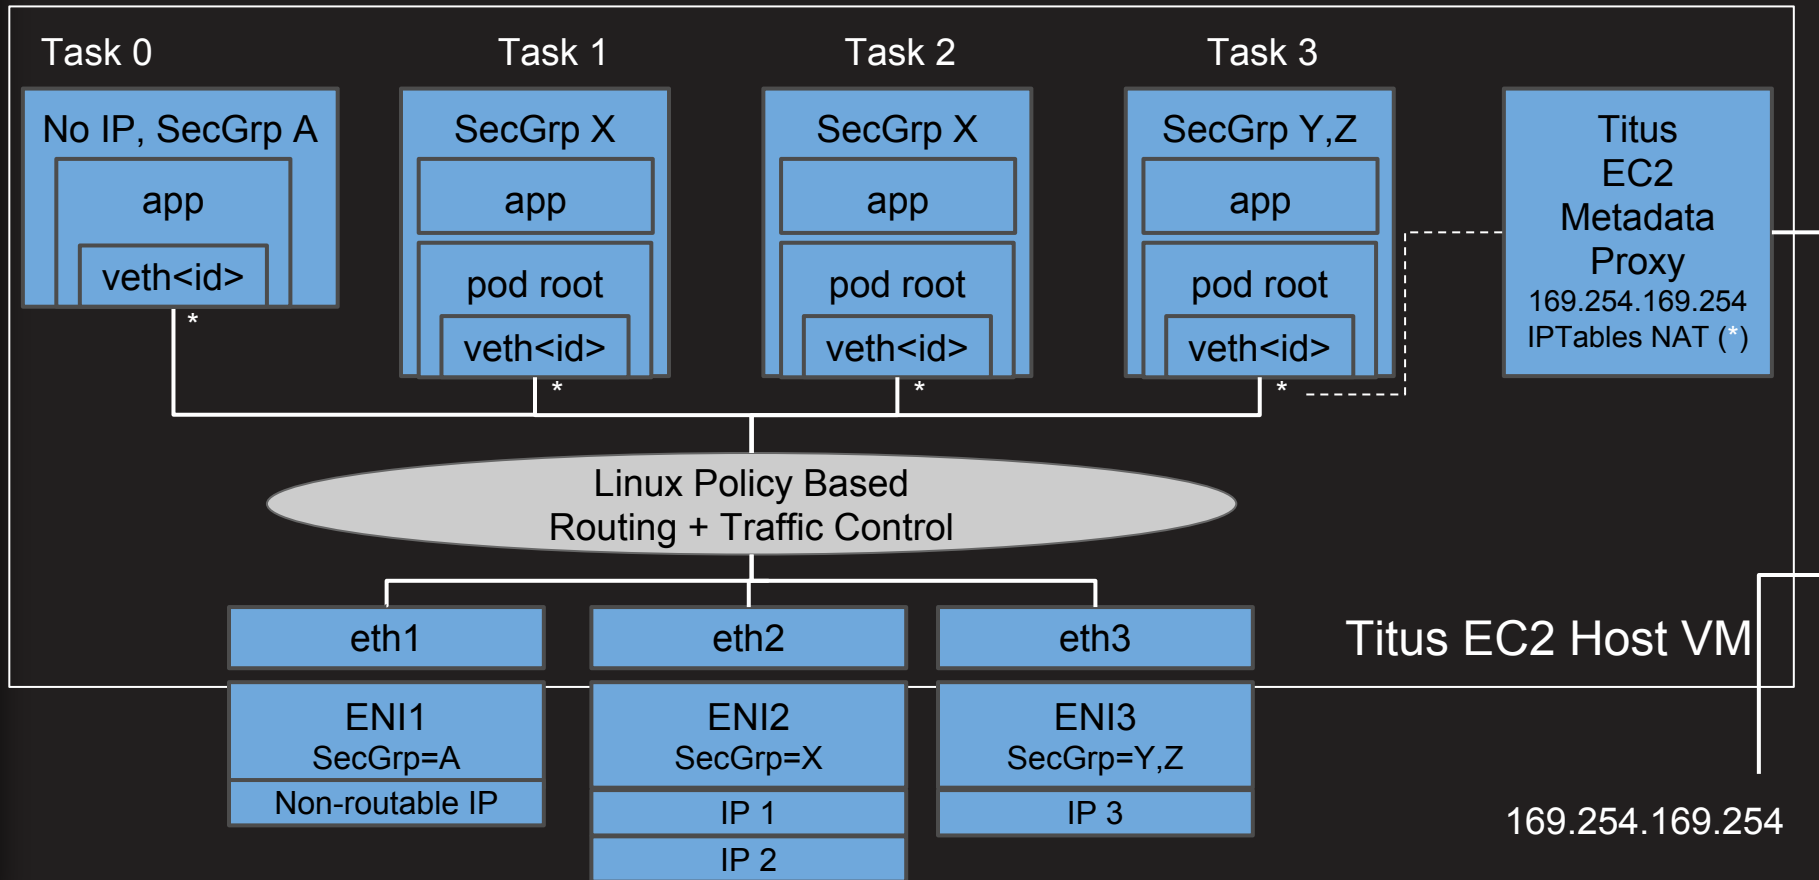 Task 0
Task 1
Task 2
Task 3
No IP, SecGrp A
app
veth<id>
*
SecGrp X
app
pod root
veth<id>
*
SecGrp X
app
pod root
veth<id>
*
SecGrp Y,Z
app
pod root
veth<id>
*
Titus
EC2
Metadata
Proxy
169.254.169.254
IPTables NAT (*)
Linux Policy Based
Routing + Traffic Control
eth1
eth2
eth3
Titus EC2 Host VM
ENI1
SecGrp=A
Non-routable IP
ENI2
SecGrp=X
IP 1
IP 2
ENI3
SecGrp=Y,Z
IP 3
169.254.169.254